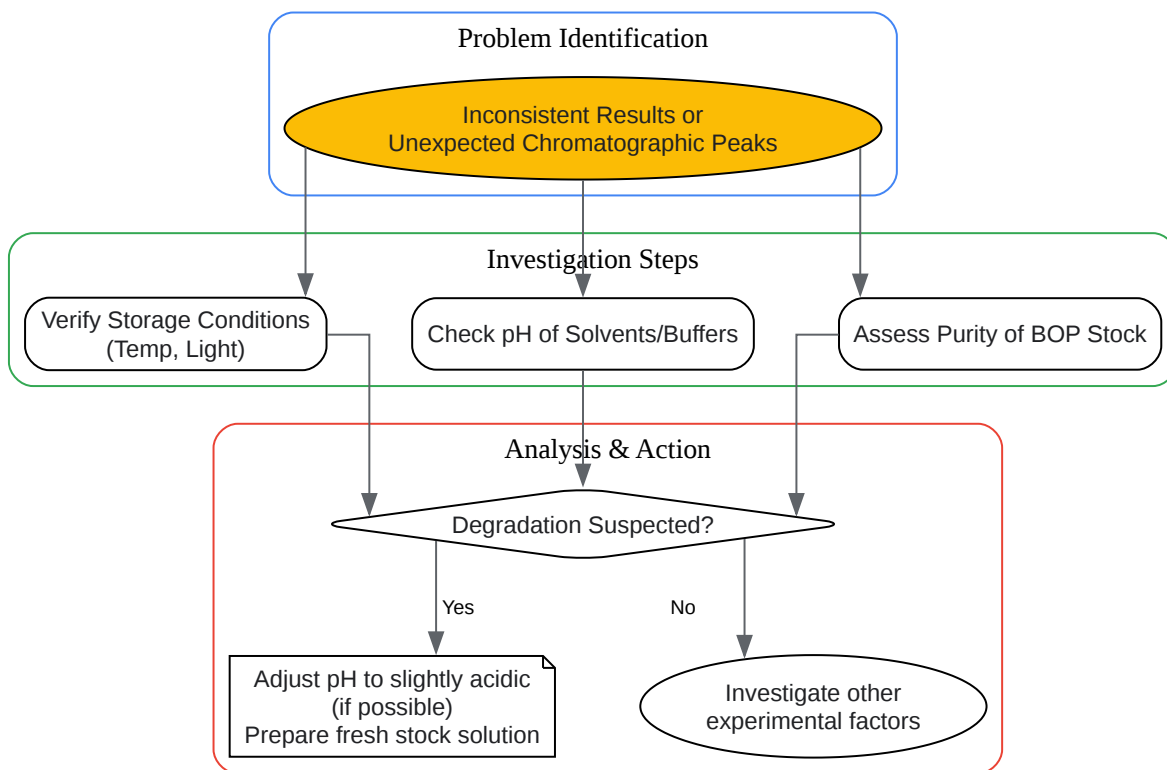 Problem Identification
Inconsistent Results or
Unexpected Chromatographic Peaks
Investigation Steps
Verify Storage Conditions
(Temp, Light)
Check pH of Solvents/Buffers
Assess Purity of BOP Stock
Analysis & Action
Degradation Suspected?
Yes
No
Adjust pH to slightly acidic
(if possible)
Prepare fresh stock solution
Investigate other
experimental factors